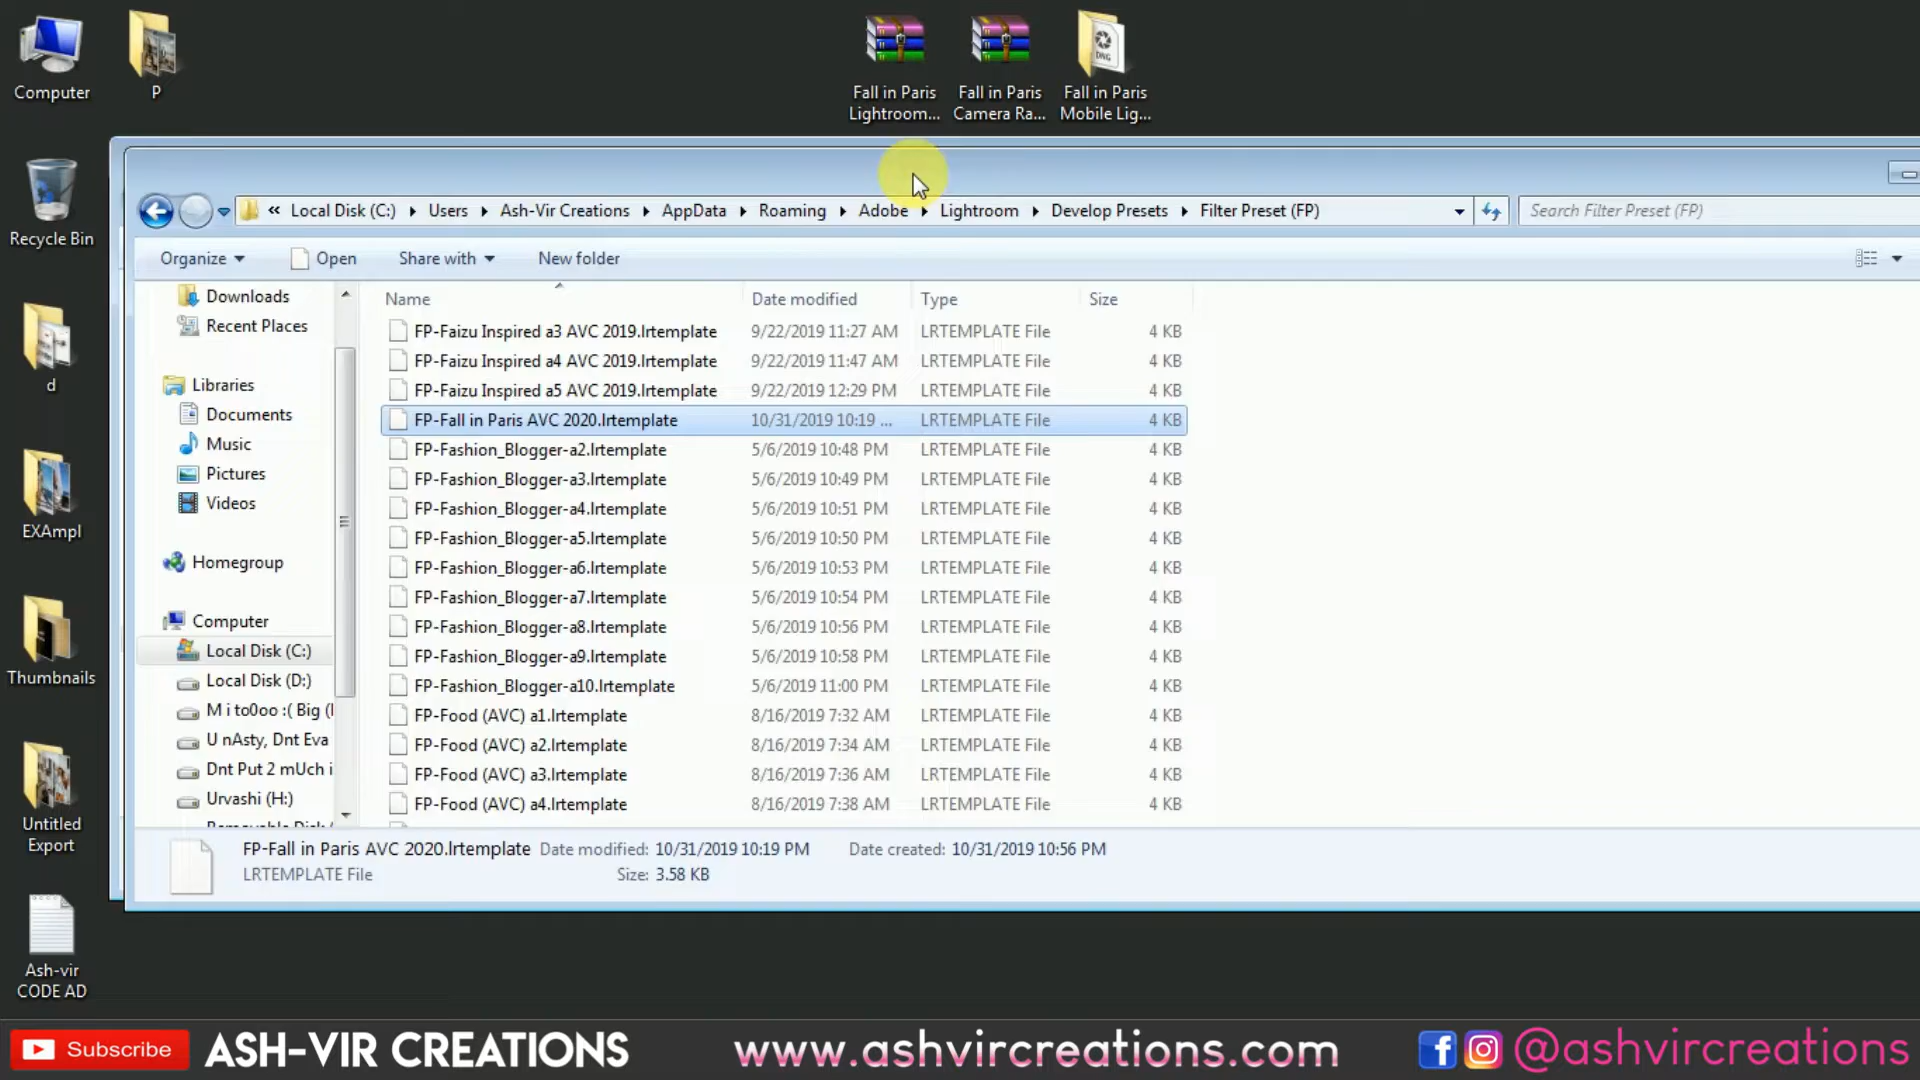 Computer
P
Fall in Paris
Lightroom...
Fall in Paris
Camera Ra...
Fall in Paris
Mobile Lig...
DNG
Recycle Bin
d
EXAmpl
Thumbnails
Untitled
Export
Ash-vir
CODE AD
« Local Disk (C:) Users Ash-Vir Creations AppData Roaming Adobe Lightroom Develop Presets Filter Preset (FP)
Search Filter Preset (FP)
Organize Open Share with New folder
Downloads
Recent Places
Libraries
Documents
Music
Pictures
Videos
Homegroup
Computer
Local Disk (C:)
Local Disk (D:)
M i to0oo :( Big (
U nAsty, Dnt Eva
Dnt Put 2 mUch i
Urvashi (H:)
Name Date modified Type Size
FP-Faizu Inspired a3 AVC 2019.lrtemplate 9/22/2019 11:27 AM LRTEMPLATE File 4 KB
FP-Faizu Inspired a4 AVC 2019.lrtemplate 9/22/2019 11:47 AM LRTEMPLATE File 4 KB
FP-Faizu Inspired a5 AVC 2019.lrtemplate 9/22/2019 12:29 PM LRTEMPLATE File 4 KB
FP-Fall in Paris AVC 2020.lrtemplate 10/31/2019 10:19 ... LRTEMPLATE File 4 KB
FP-Fashion_Blogger-a2.lrtemplate 5/6/2019 10:48 PM LRTEMPLATE File 4 KB
FP-Fashion_Blogger-a3.lrtemplate 5/6/2019 10:49 PM LRTEMPLATE File 4 KB
FP-Fashion_Blogger-a4.lrtemplate 5/6/2019 10:51 PM LRTEMPLATE File 4 KB
FP-Fashion_Blogger-a5.lrtemplate 5/6/2019 10:50 PM LRTEMPLATE File 4 KB
FP-Fashion_Blogger-a6.lrtemplate 5/6/2019 10:53 PM LRTEMPLATE File 4 KB
FP-Fashion_Blogger-a7.lrtemplate 5/6/2019 10:54 PM LRTEMPLATE File 4 KB
FP-Fashion_Blogger-a8.lrtemplate 5/6/2019 10:56 PM LRTEMPLATE File 4 KB
FP-Fashion_Blogger-a9.lrtemplate 5/6/2019 10:58 PM LRTEMPLATE File 4 KB
FP-Fashion_Blogger-a10.lrtemplate 5/6/2019 11:00 PM LRTEMPLATE File 4 KB
FP-Food (AVC) a1.lrtemplate 8/16/2019 7:32 AM LRTEMPLATE File 4 KB
FP-Food (AVC) a2.lrtemplate 8/16/2019 7:34 AM LRTEMPLATE File 4 KB
FP-Food (AVC) a3.lrtemplate 8/16/2019 7:36 AM LRTEMPLATE File 4 KB
FP-Food (AVC) a4.lrtemplate 8/16/2019 7:38 AM LRTEMPLATE File 4 KB
FP-Fall in Paris AVC 2020.lrtemplate Date modified: 10/31/2019 10:19 PM Date created: 10/31/2019 10:56 PM
LRTEMPLATE File Size: 3.58 KB
Subscribe ASH-VIR CREATIONS www.ashvircreations.com @ashvircreations